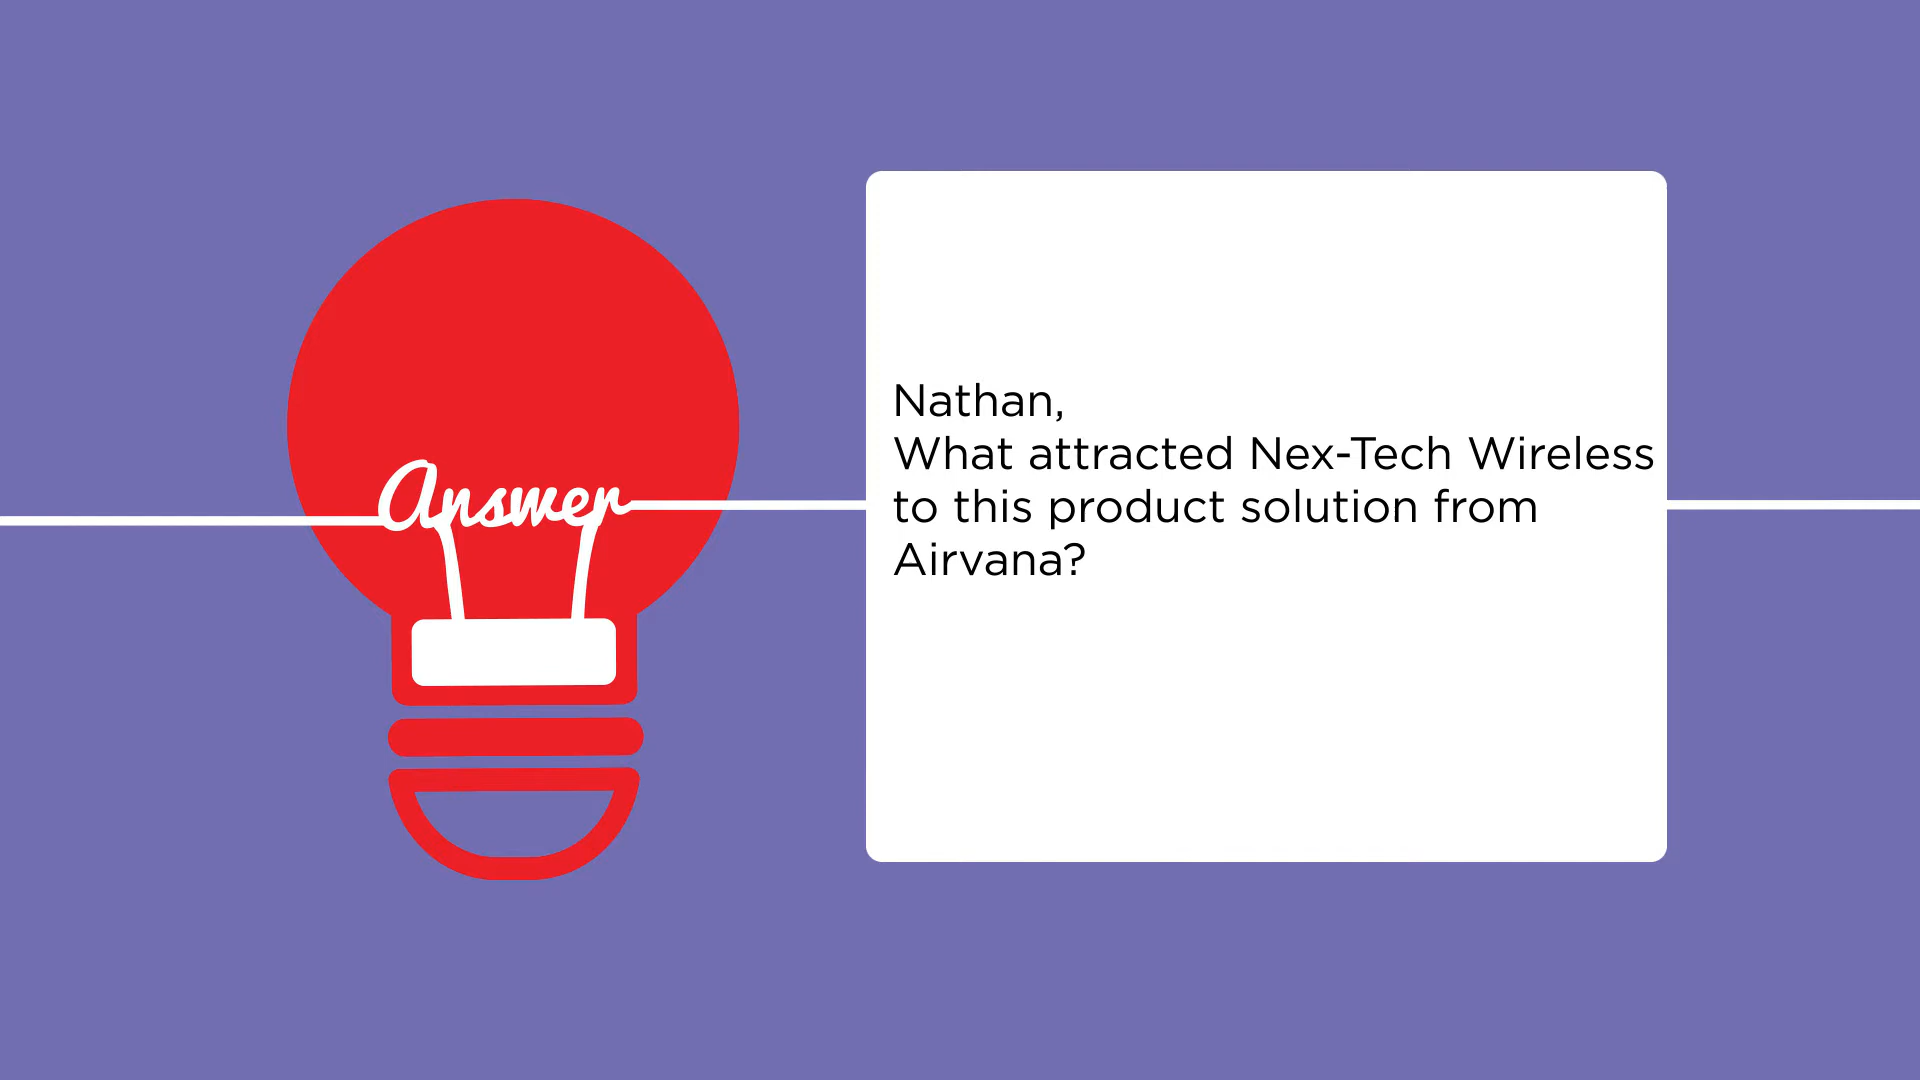 Answer
Nathan,
What attracted Nex-Tech Wireless
to this product solution from
Airvana?